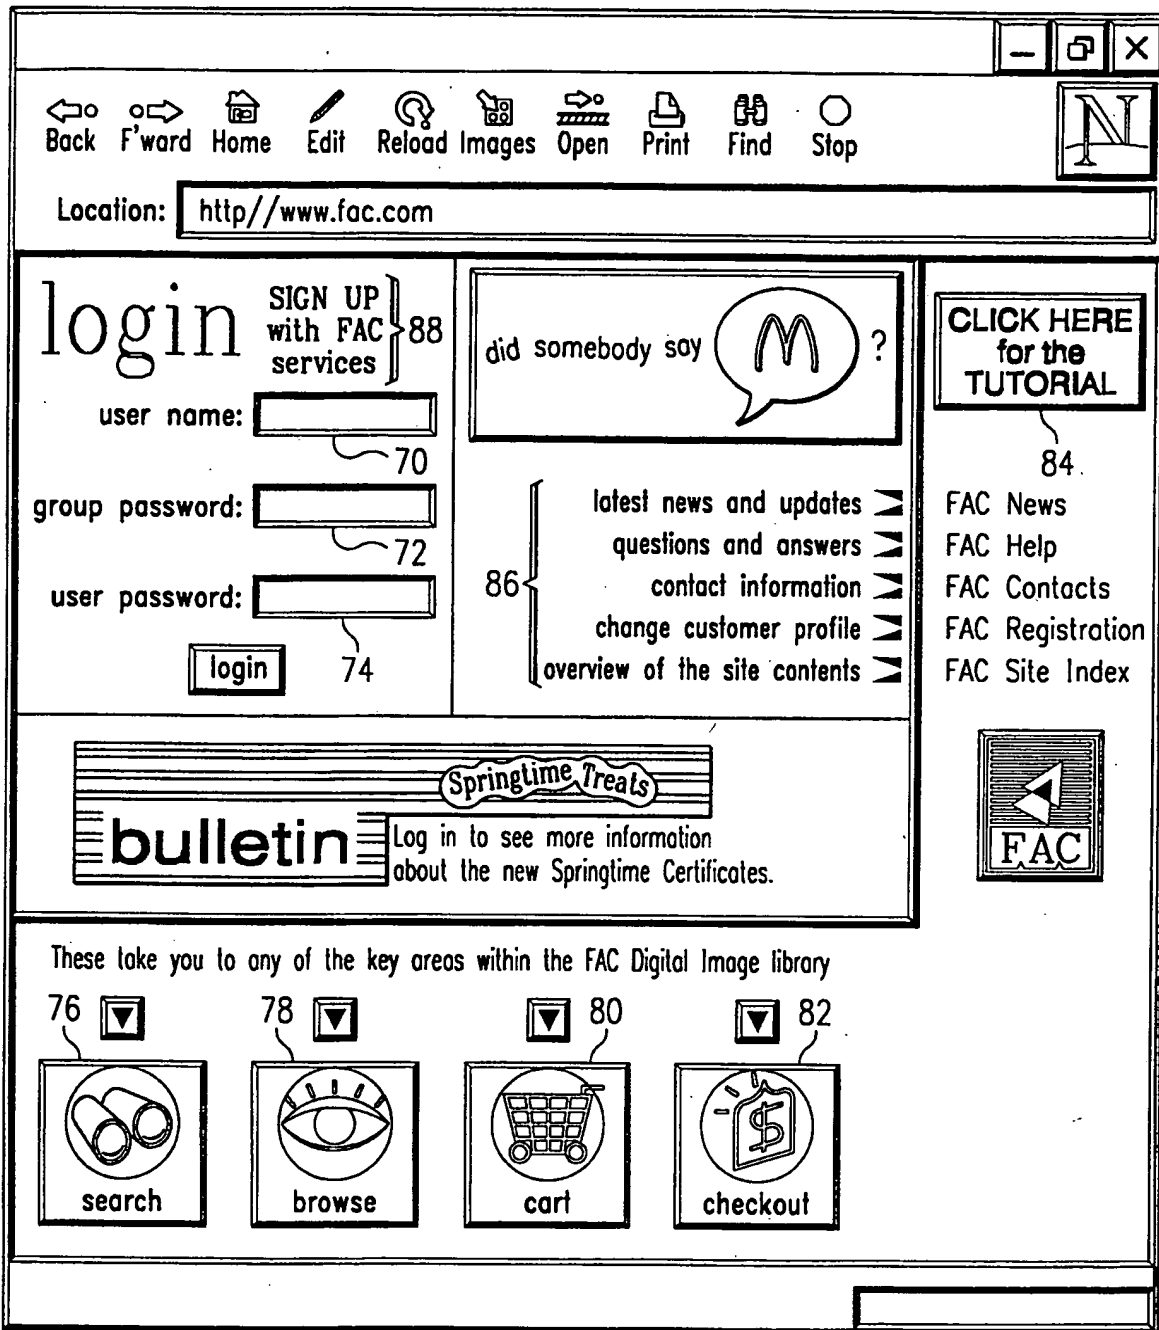 Back F'ward Home Edit Reload Images Open Print Find Stop
N
Location: http//www.fac.com
login
SIGN UP
with FAC
services
88
user name:
70
group password:
72
user password:
74
login
did somebody say M ?
86
latest news and updates
questions and answers
contact information
change customer profile
overview of the site contents
CLICK HERE
for the
TUTORIAL
84
FAC News
FAC Help
FAC Contacts
FAC Registration
FAC Site Index
FAC
Springtime Treats
bulletin
Log in to see more information
about the new Springtime Certificates.
These take you to any of the key areas within the FAC Digital Image library
76 78 80 82
$
search browse cart checkout